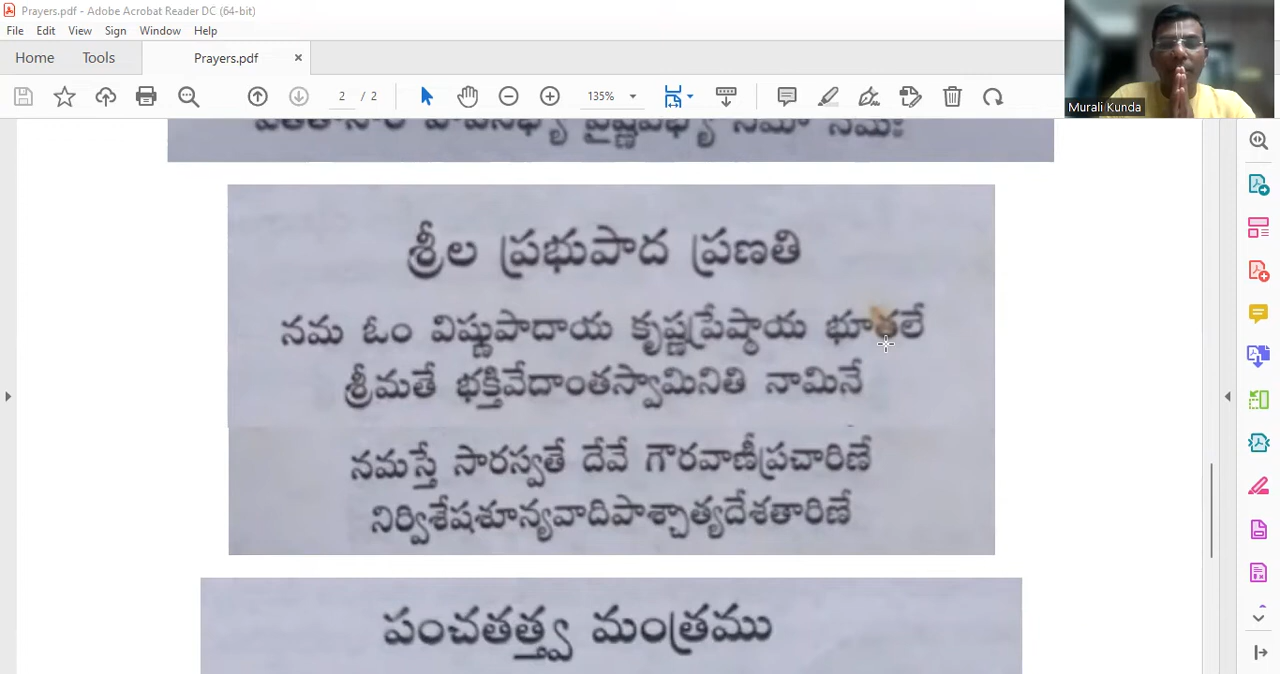 Prayers.pdf - Adobe Acrobat Reader DC (64-bit)
File Edit View Sign Window Help
Home Tools Prayers.pdf ×
2 / 2 135%
Murali Kunda
శ్రీల ప్రభుపాద ప్రణతి
నమ ఓం విష్ణుపాదాయ కృష్ణప్రేష్ఠాయ భూతలే
శ్రీమతే భక్తివేదాంతస్వామినితి నామినే
నమస్తే సారస్వతే దేవే గౌరవాణీప్రచారిణే
నిర్విశేషశూన్యవాదిపాశ్చాత్యదేశతారిణే
పంచతత్త్వ మంత్రము